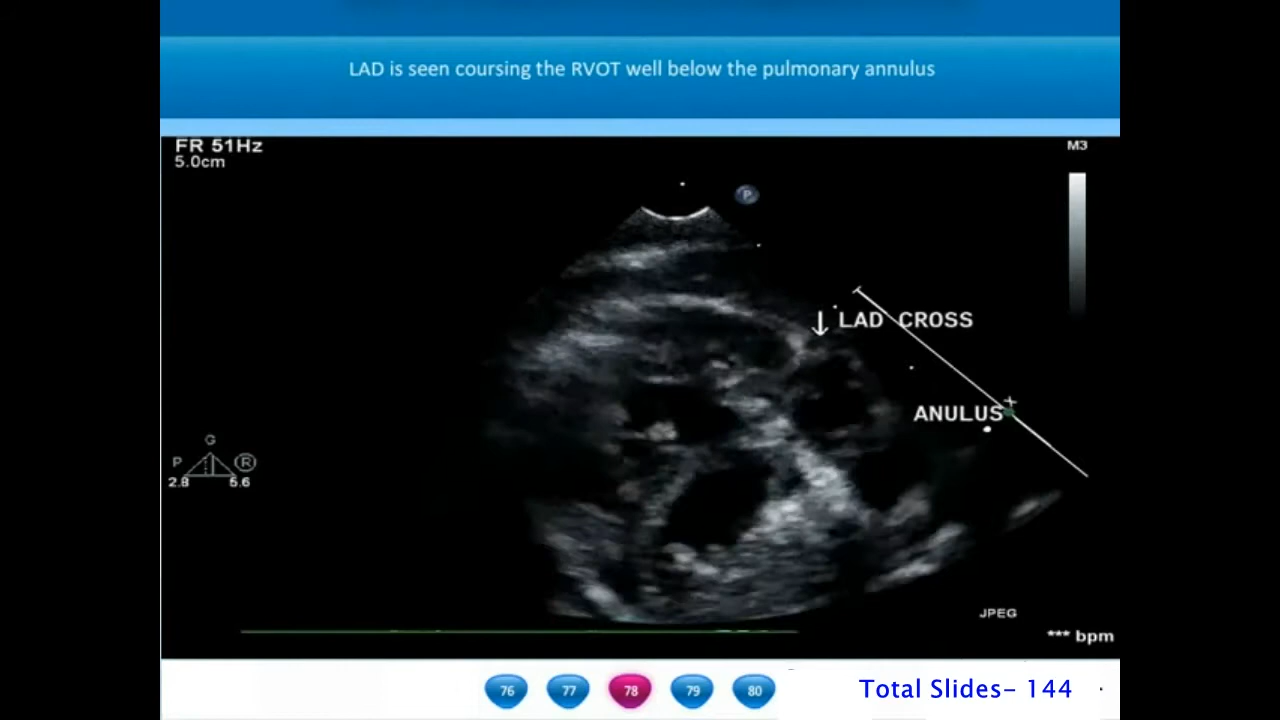 LAD is seen coursing the RVOT well below the pulmonary annulus
FR 51Hz
5.0cm
M3
P
LAD CROSS
ANULUS
G
P R
2.8 5.6
JPEG
*** bpm
76 77 78 79 80
Total Slides- 144